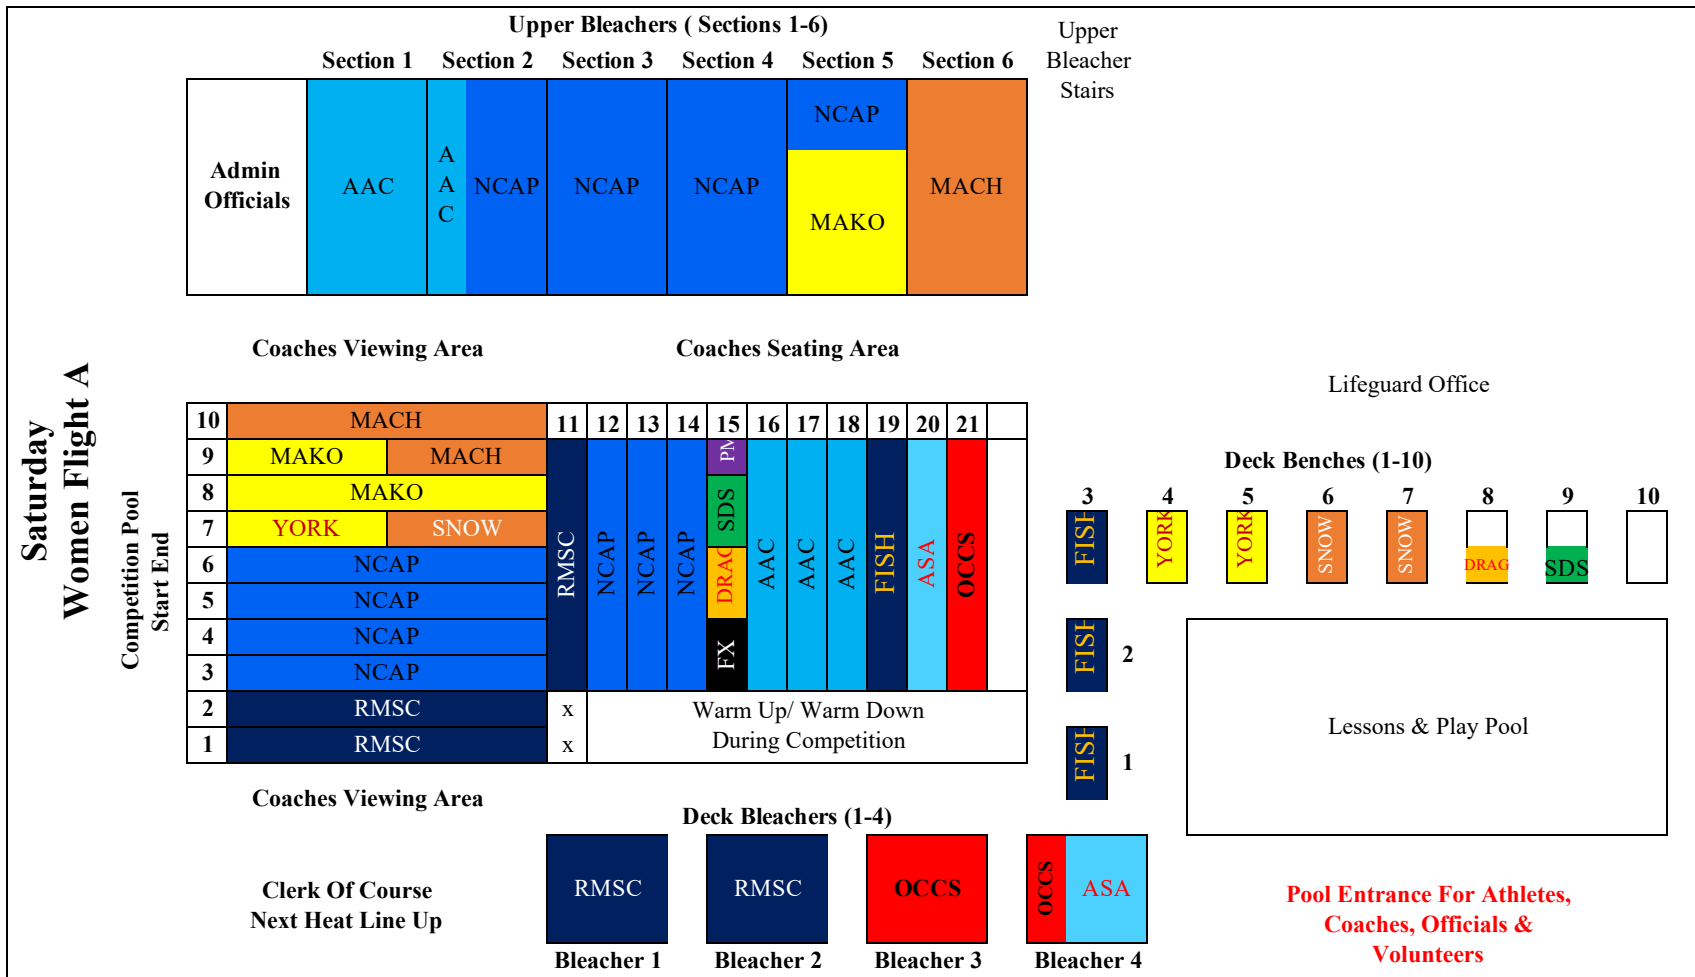 Upper Bleachers ( Sections 1-6)
Upper
Bleacher
Stairs
Section 1 Section 2 Section 3 Section 4 Section 5 Section 6
Admin
Officials
AAC
A
A
C
NCAP
NCAP
NCAP
NCAP
MAKO
MACH
Coaches Viewing Area
Coaches Seating Area
Saturday
Women Flight A
Competition Pool
Start End
10 MACH
9 MAKO MACH
8 MAKO
7 YORK SNOW
6 NCAP
5 NCAP
4 NCAP
3 NCAP
2 RMSC x
1 RMSC x
11 12 13 14 15 16 17 18 19 20 21
RMSC
NCAP
NCAP
NCAP
PM
SDS
DRAG
FX
AAC
AAC
AAC
FISH
ASA
OCCS
Warm Up/ Warm Down
During Competition
Lifeguard Office
Deck Benches (1-10)
3 4 5 6 7 8 9 10
FISH
YORK
YORK
SNOW
SNOW
DRAG
SDS
FISH
2
FISH
1
Lessons & Play Pool
Coaches Viewing Area
Deck Bleachers (1-4)
Clerk Of Course
Next Heat Line Up
RMSC
RMSC
OCCS
OCCS
ASA
Bleacher 1 Bleacher 2 Bleacher 3 Bleacher 4
Pool Entrance For Athletes,
Coaches, Officials &
Volunteers